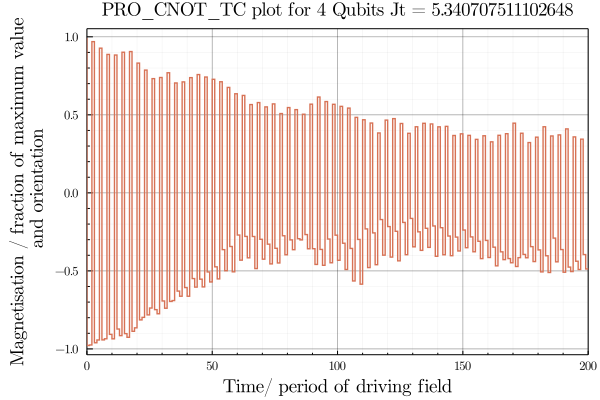 PRO_CNOT_TC plot for 4 Qubits Jt = 5.340707511102648
Magnetisation / fraction of maximum value
and orientation
1.0
0.5
0.0
−0.5
−1.0
0 50 100 150 200
Time/ period of driving field